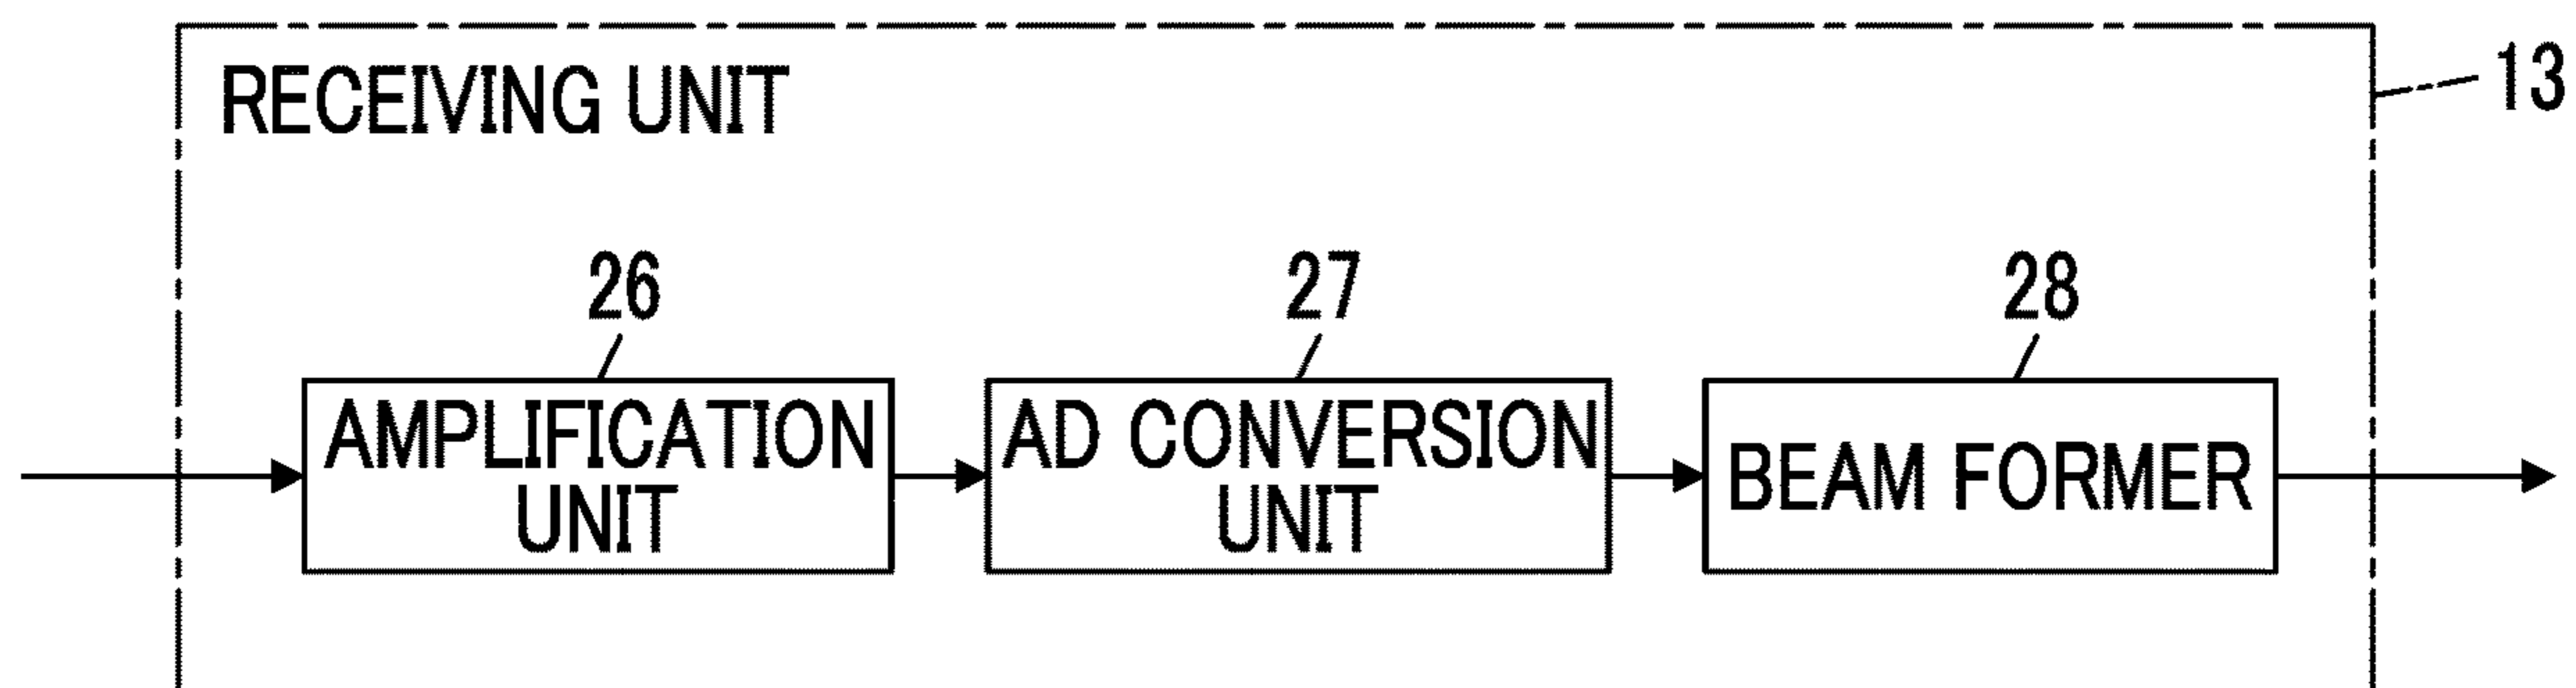 RECEIVING UNIT
13
26
27
28
AMPLIFICATION
UNIT
AD CONVERSION
UNIT
BEAM FORMER